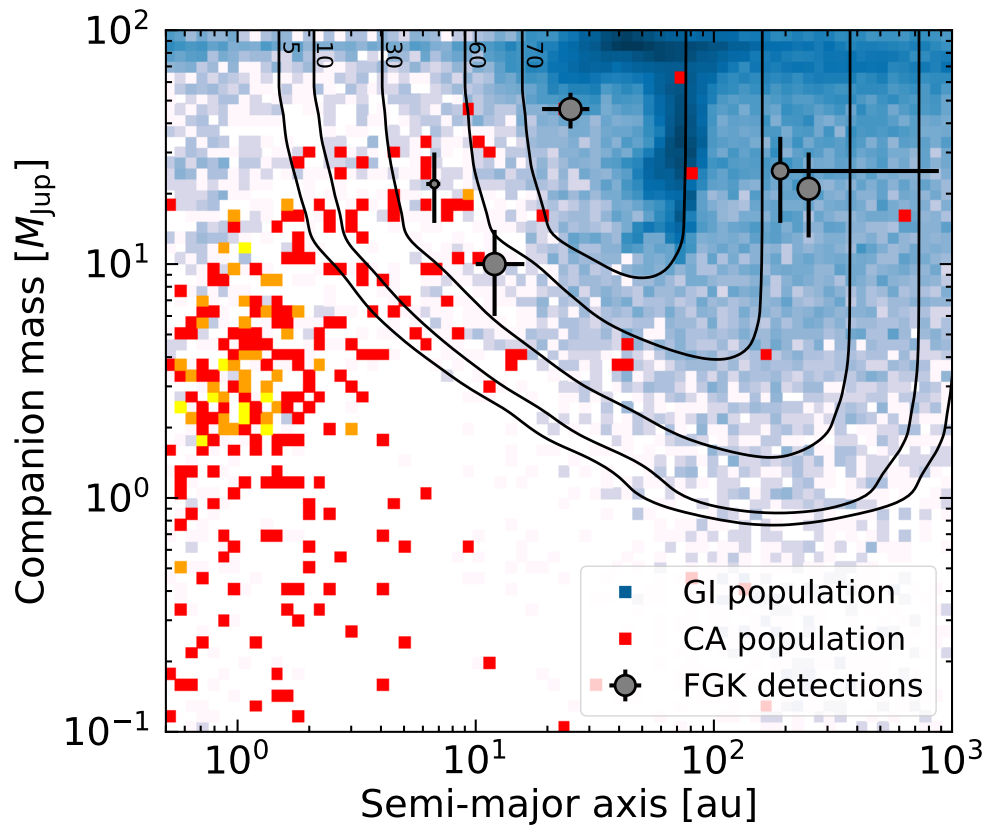 5 10 30 60 70
10²
10¹
10⁰
10⁻¹
Companion mass [M_Jup]
GI population
CA population
FGK detections
10⁰ 10¹ 10² 10³
Semi-major axis [au]